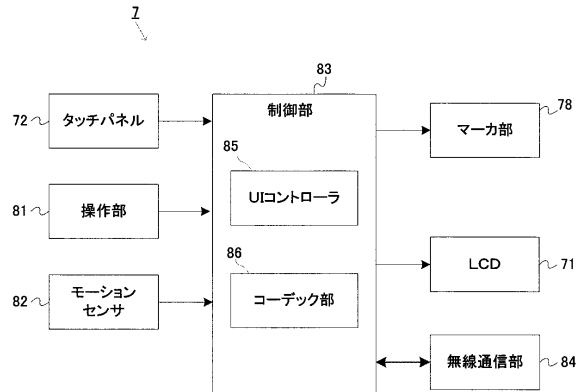 7
83
72
タッチパネル
制御部
78
マーカ部
85
UIコントローラ
81
操作部
86
コーデック部
LCD
71
82
モーション
センサ
無線通信部
84